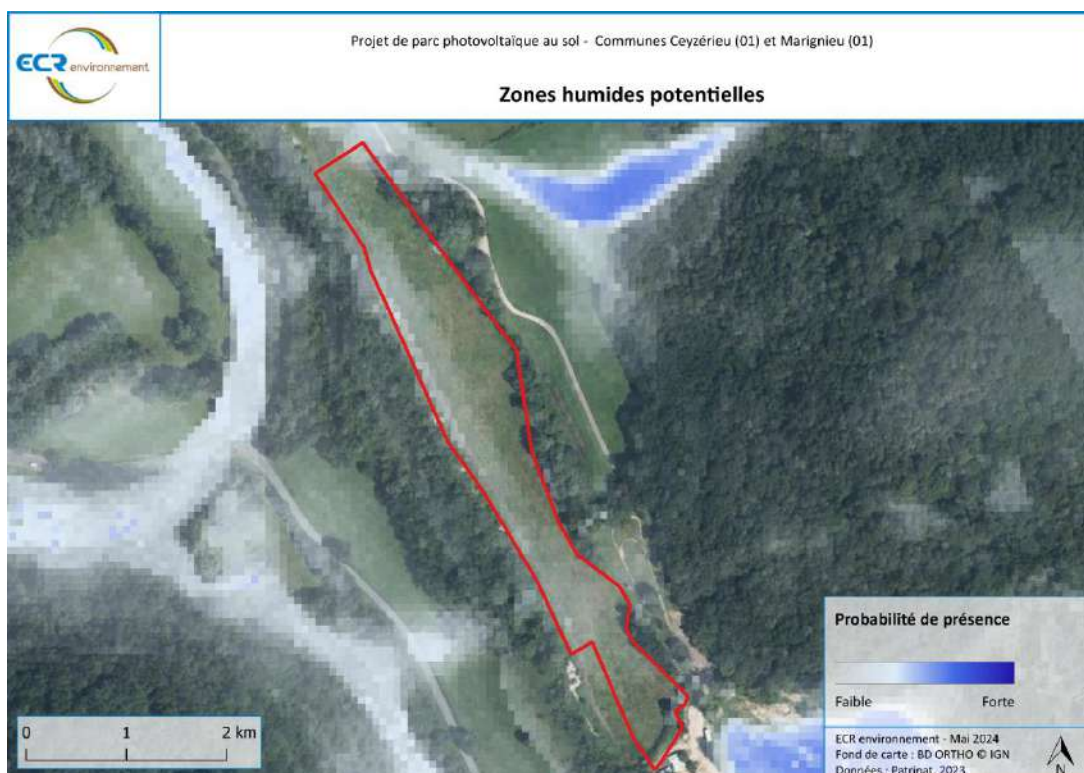 ECR environnement
Projet de parc photovoltaïque au sol - Communes Ceyzérieu (01) et Marignieu (01)
Zones humides potentielles
Probabilité de présence
Faible Forte
0 1 2 km
ECR environnement - Mai 2024
Fond de carte : BD ORTHO © IGN
Données : Patrinat, 2023
N